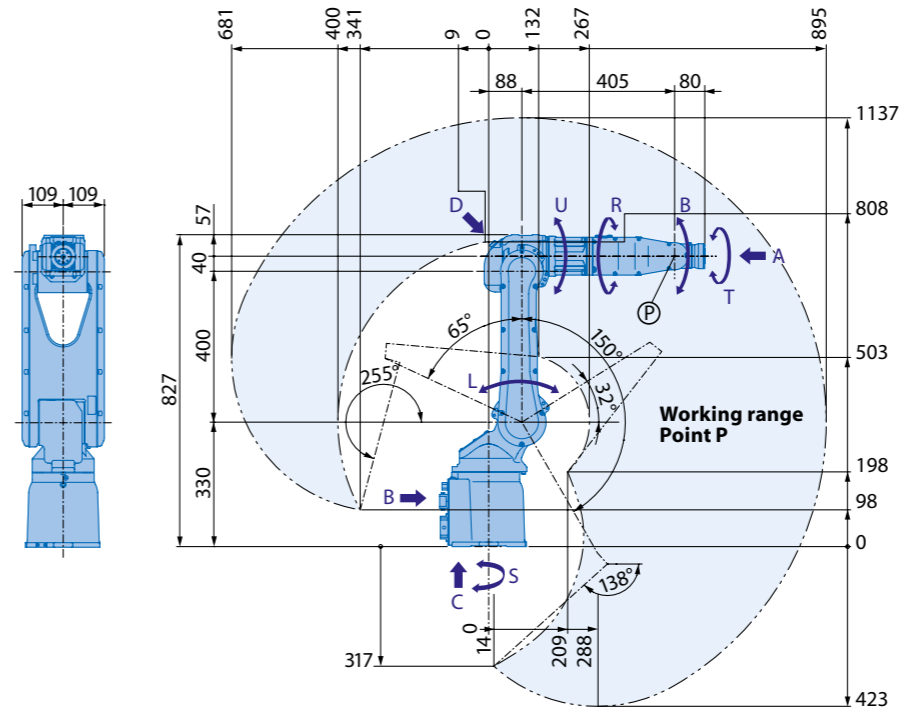 681
400
341
9
0
132
267
895
88
405
80
1137
109
109
57
D
U
R
B
808
40
A
T
P
65°
150°
400
503
827
255°
L
32°
Working range
Point P
330
198
B
98
0
S
C
138°
0
14
209
288
317
423